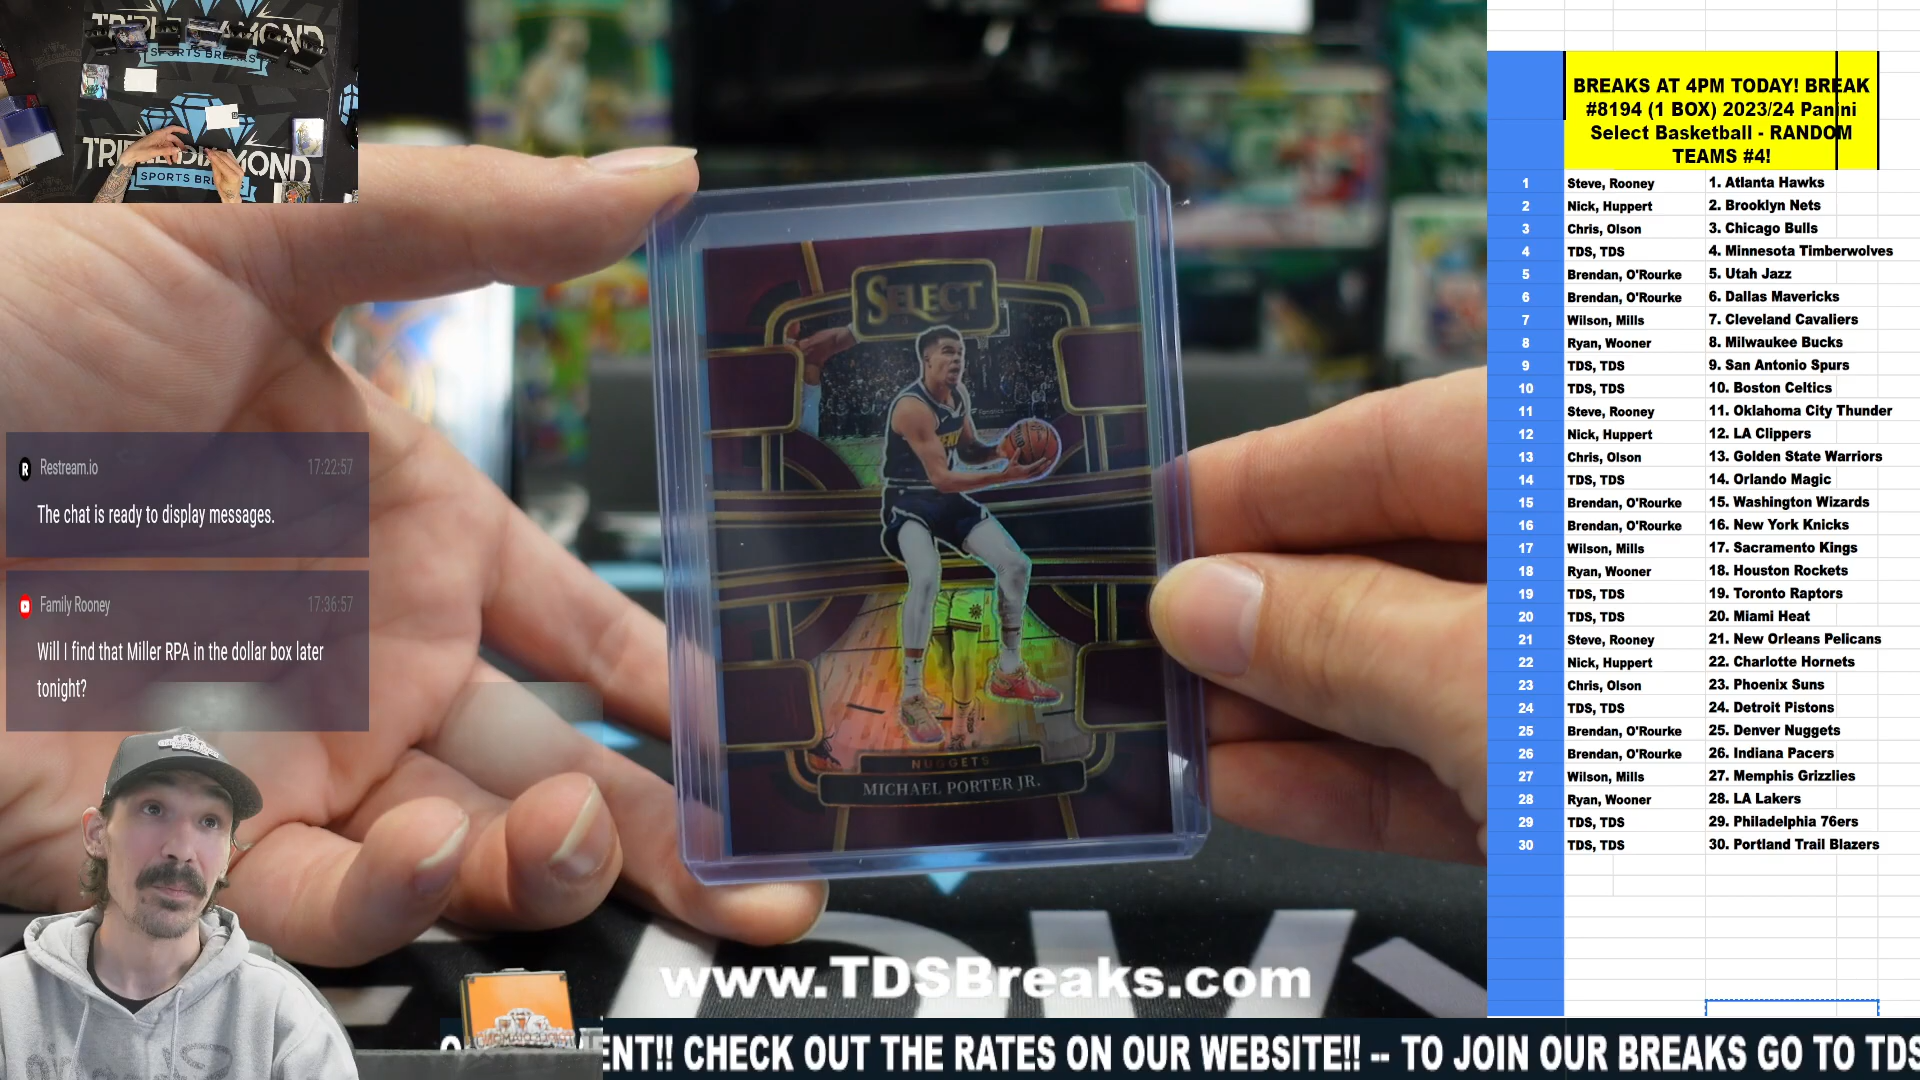 TRIPLE DIAMOND
SPORTS BREAKS
TRIPLE DIAMOND
SPORTS BREAKS
Restream.io 17:22:57
The chat is ready to display messages.
Family Rooney 17:36:57
Will I find that Miller RPA in the dollar box later
tonight?
SELECT
NUGGETS
MICHAEL PORTER JR.
www.TDSBreaks.com
ENT!! CHECK OUT THE RATES ON OUR WEBSITE!! -- TO JOIN OUR BREAKS GO TO TDS
BREAKS AT 4PM TODAY! BREAK
#8194 (1 BOX) 2023/24 Panini
Select Basketball - RANDOM
TEAMS #4!
1 Steve, Rooney 1. Atlanta Hawks
2 Nick, Huppert 2. Brooklyn Nets
3 Chris, Olson 3. Chicago Bulls
4 TDS, TDS 4. Minnesota Timberwolves
5 Brendan, O'Rourke 5. Utah Jazz
6 Brendan, O'Rourke 6. Dallas Mavericks
7 Wilson, Mills 7. Cleveland Cavaliers
8 Ryan, Wooner 8. Milwaukee Bucks
9 TDS, TDS 9. San Antonio Spurs
10 TDS, TDS 10. Boston Celtics
11 Steve, Rooney 11. Oklahoma City Thunder
12 Nick, Huppert 12. LA Clippers
13 Chris, Olson 13. Golden State Warriors
14 TDS, TDS 14. Orlando Magic
15 Brendan, O'Rourke 15. Washington Wizards
16 Brendan, O'Rourke 16. New York Knicks
17 Wilson, Mills 17. Sacramento Kings
18 Ryan, Wooner 18. Houston Rockets
19 TDS, TDS 19. Toronto Raptors
20 TDS, TDS 20. Miami Heat
21 Steve, Rooney 21. New Orleans Pelicans
22 Nick, Huppert 22. Charlotte Hornets
23 Chris, Olson 23. Phoenix Suns
24 TDS, TDS 24. Detroit Pistons
25 Brendan, O'Rourke 25. Denver Nuggets
26 Brendan, O'Rourke 26. Indiana Pacers
27 Wilson, Mills 27. Memphis Grizzlies
28 Ryan, Wooner 28. LA Lakers
29 TDS, TDS 29. Philadelphia 76ers
30 TDS, TDS 30. Portland Trail Blazers